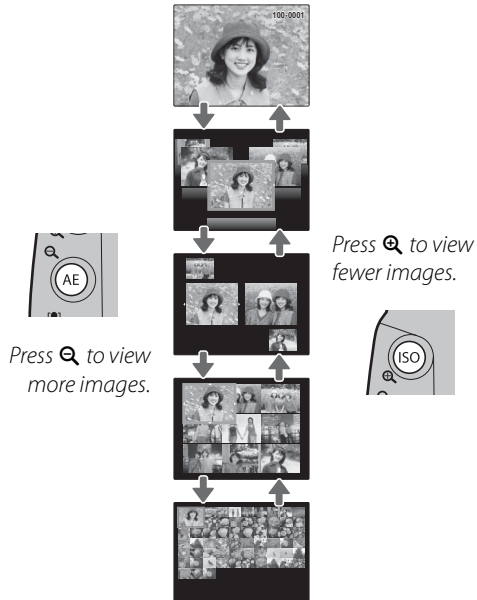 100-0001
Press to view
fewer images.
AE
ISO
Press to view
more images.